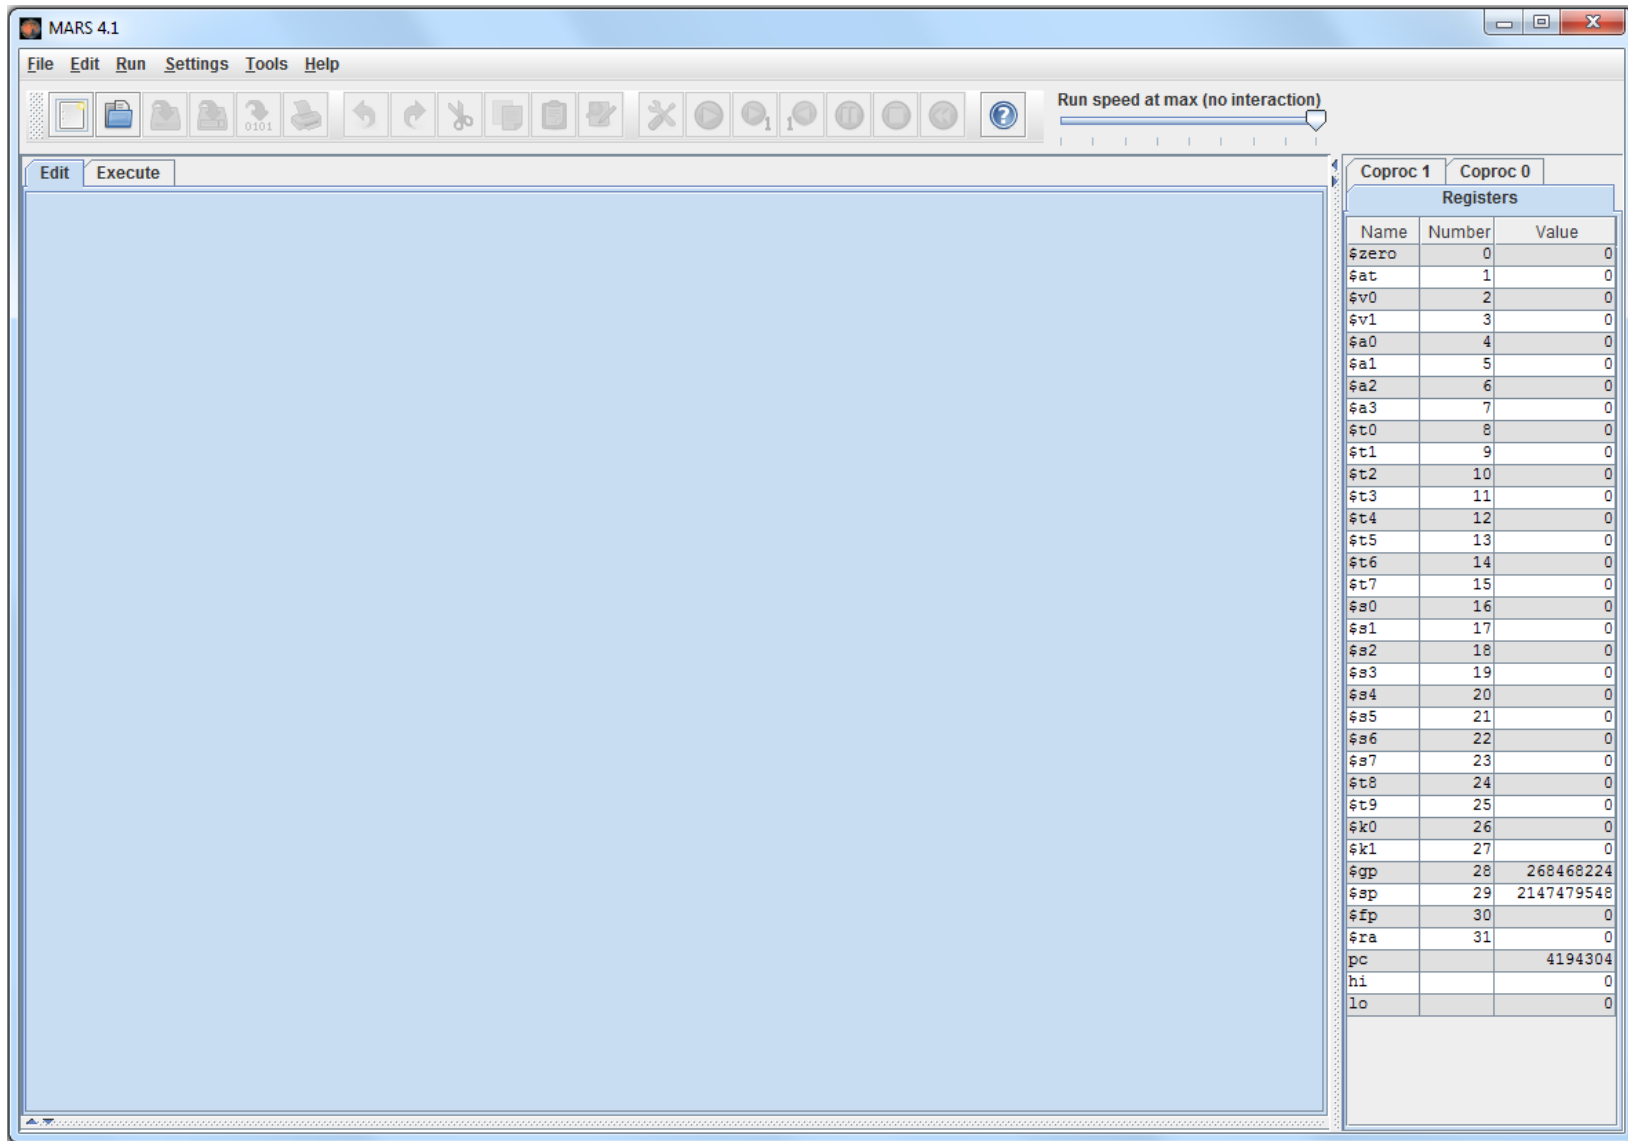 MARS 4.1
File Edit Run Settings Tools Help
0101 1 1 ?
Run speed at max (no interaction)
Edit Execute
Coproc 1 Coproc 0
Registers
Name Number Value
$zero 0 0
$at 1 0
$v0 2 0
$v1 3 0
$a0 4 0
$a1 5 0
$a2 6 0
$a3 7 0
$t0 8 0
$t1 9 0
$t2 10 0
$t3 11 0
$t4 12 0
$t5 13 0
$t6 14 0
$t7 15 0
$s0 16 0
$s1 17 0
$s2 18 0
$s3 19 0
$s4 20 0
$s5 21 0
$s6 22 0
$s7 23 0
$t8 24 0
$t9 25 0
$k0 26 0
$k1 27 0
$gp 28 268468224
$sp 29 2147479548
$fp 30 0
$ra 31 0
pc 4194304
hi 0
lo 0